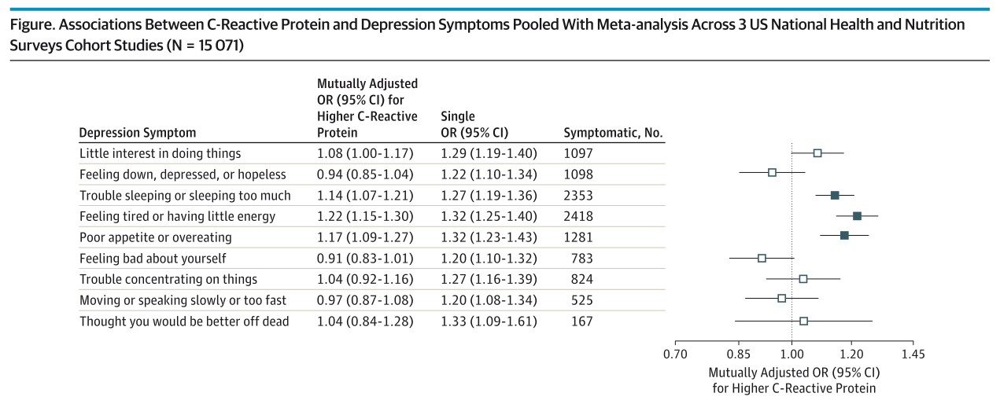 Figure. Associations Between C-Reactive Protein and Depression Symptoms Pooled With Meta-analysis Across 3 US National Health and Nutrition
Surveys Cohort Studies (N = 15 071)
Depression Symptom Mutually Adjusted OR (95% CI) for Higher C-Reactive Protein Single OR (95% CI) Symptomatic, No.
Little interest in doing things 1.08 (1.00-1.17) 1.29 (1.19-1.40) 1097
Feeling down, depressed, or hopeless 0.94 (0.85-1.04) 1.22 (1.10-1.34) 1098
Trouble sleeping or sleeping too much 1.14 (1.07-1.21) 1.27 (1.19-1.36) 2353
Feeling tired or having little energy 1.22 (1.15-1.30) 1.32 (1.25-1.40) 2418
Poor appetite or overeating 1.17 (1.09-1.27) 1.32 (1.23-1.43) 1281
Feeling bad about yourself 0.91 (0.83-1.01) 1.20 (1.10-1.32) 783
Trouble concentrating on things 1.04 (0.92-1.16) 1.27 (1.16-1.39) 824
Moving or speaking slowly or too fast 0.97 (0.87-1.08) 1.20 (1.08-1.34) 525
Thought you would be better off dead 1.04 (0.84-1.28) 1.33 (1.09-1.61) 167
0.70 0.85 1.00 1.20 1.45
Mutually Adjusted OR (95% CI)
for Higher C-Reactive Protein